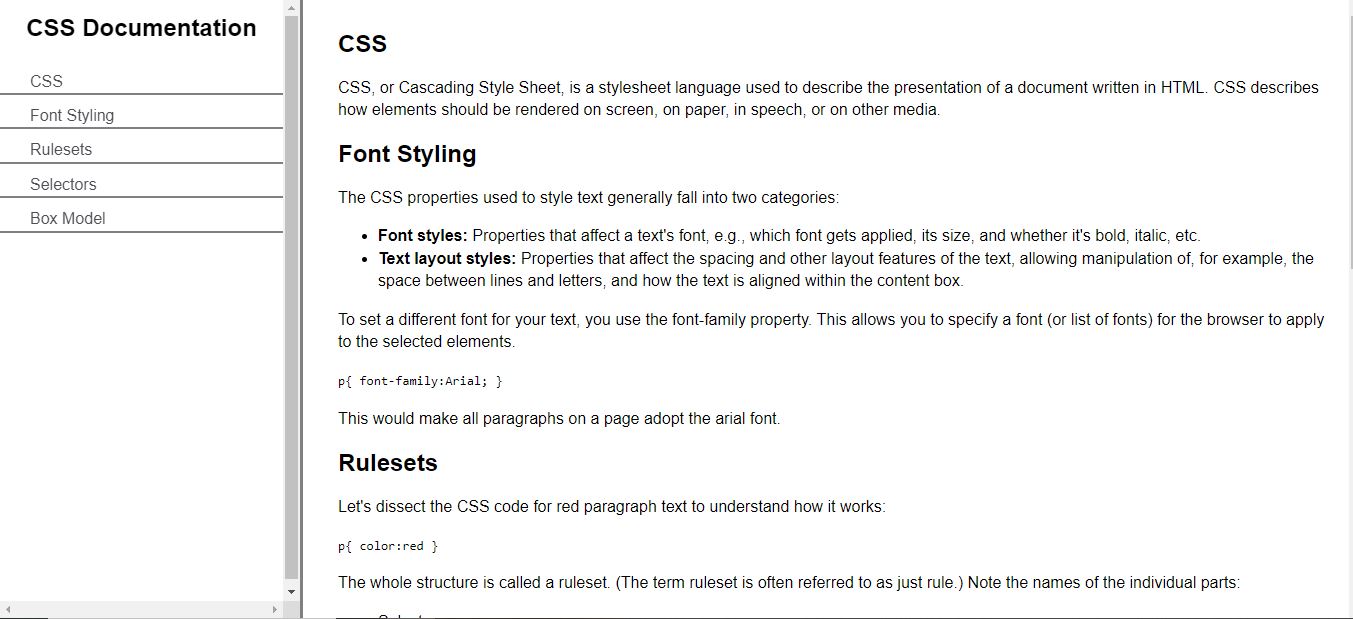 CSS Documentation
CSS
Font Styling
Rulesets
Selectors
Box Model
CSS
CSS, or Cascading Style Sheet, is a stylesheet language used to describe the presentation of a document written in HTML. CSS describes
how elements should be rendered on screen, on paper, in speech, or on other media.
Font Styling
The CSS properties used to style text generally fall into two categories:
• Font styles: Properties that affect a text's font, e.g., which font gets applied, its size, and whether it's bold, italic, etc.
• Text layout styles: Properties that affect the spacing and other layout features of the text, allowing manipulation of, for example, the
space between lines and letters, and how the text is aligned within the content box.
To set a different font for your text, you use the font-family property. This allows you to specify a font (or list of fonts) for the browser to apply
to the selected elements.
p{ font-family:Arial; }
This would make all paragraphs on a page adopt the arial font.
Rulesets
Let's dissect the CSS code for red paragraph text to understand how it works:
p{ color:red }
The whole structure is called a ruleset. (The term ruleset is often referred to as just rule.) Note the names of the individual parts: